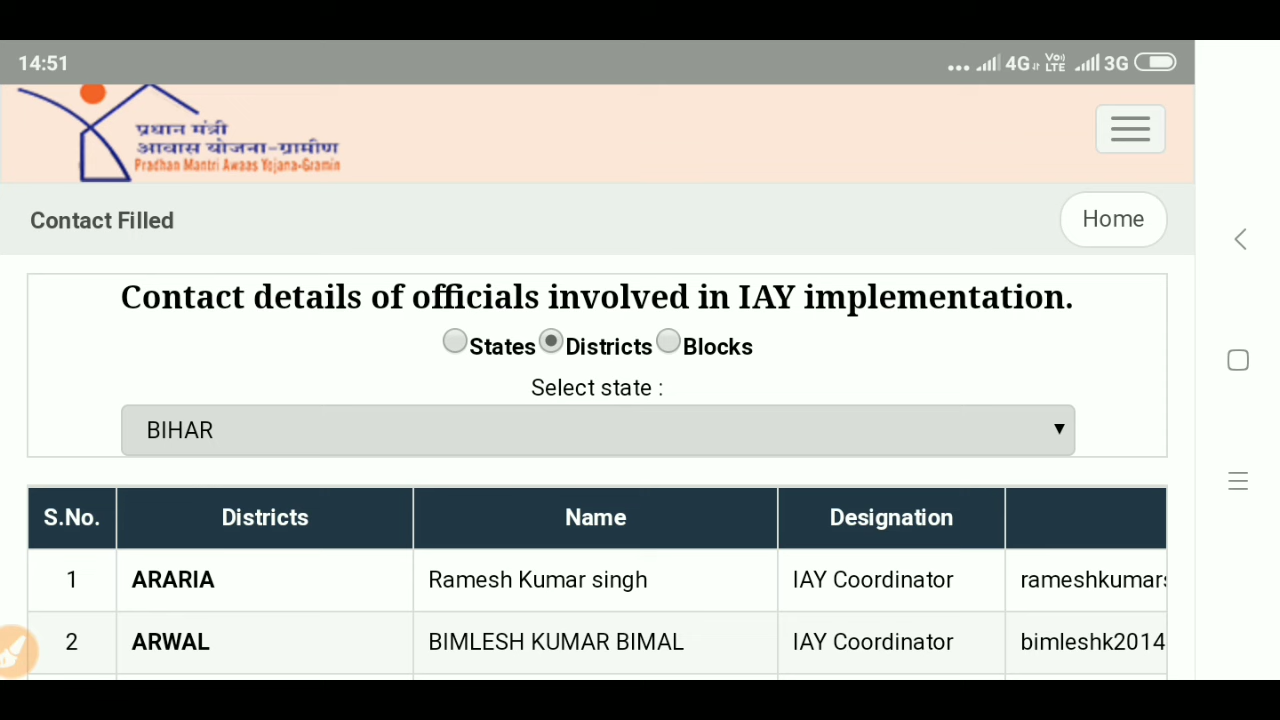 14:51
4G VoLTE 3G
प्रधान मंत्री
आवास योजना-ग्रामीण
Pradhan Mantri Awaas Yojana-Gramin
Contact Filled
Home
Contact details of officials involved in IAY implementation.
States Districts Blocks
Select state :
BIHAR
S.No. Districts Name Designation
1 ARARIA Ramesh Kumar singh IAY Coordinator rameshkumars
2 ARWAL BIMLESH KUMAR BIMAL IAY Coordinator bimleshk2014